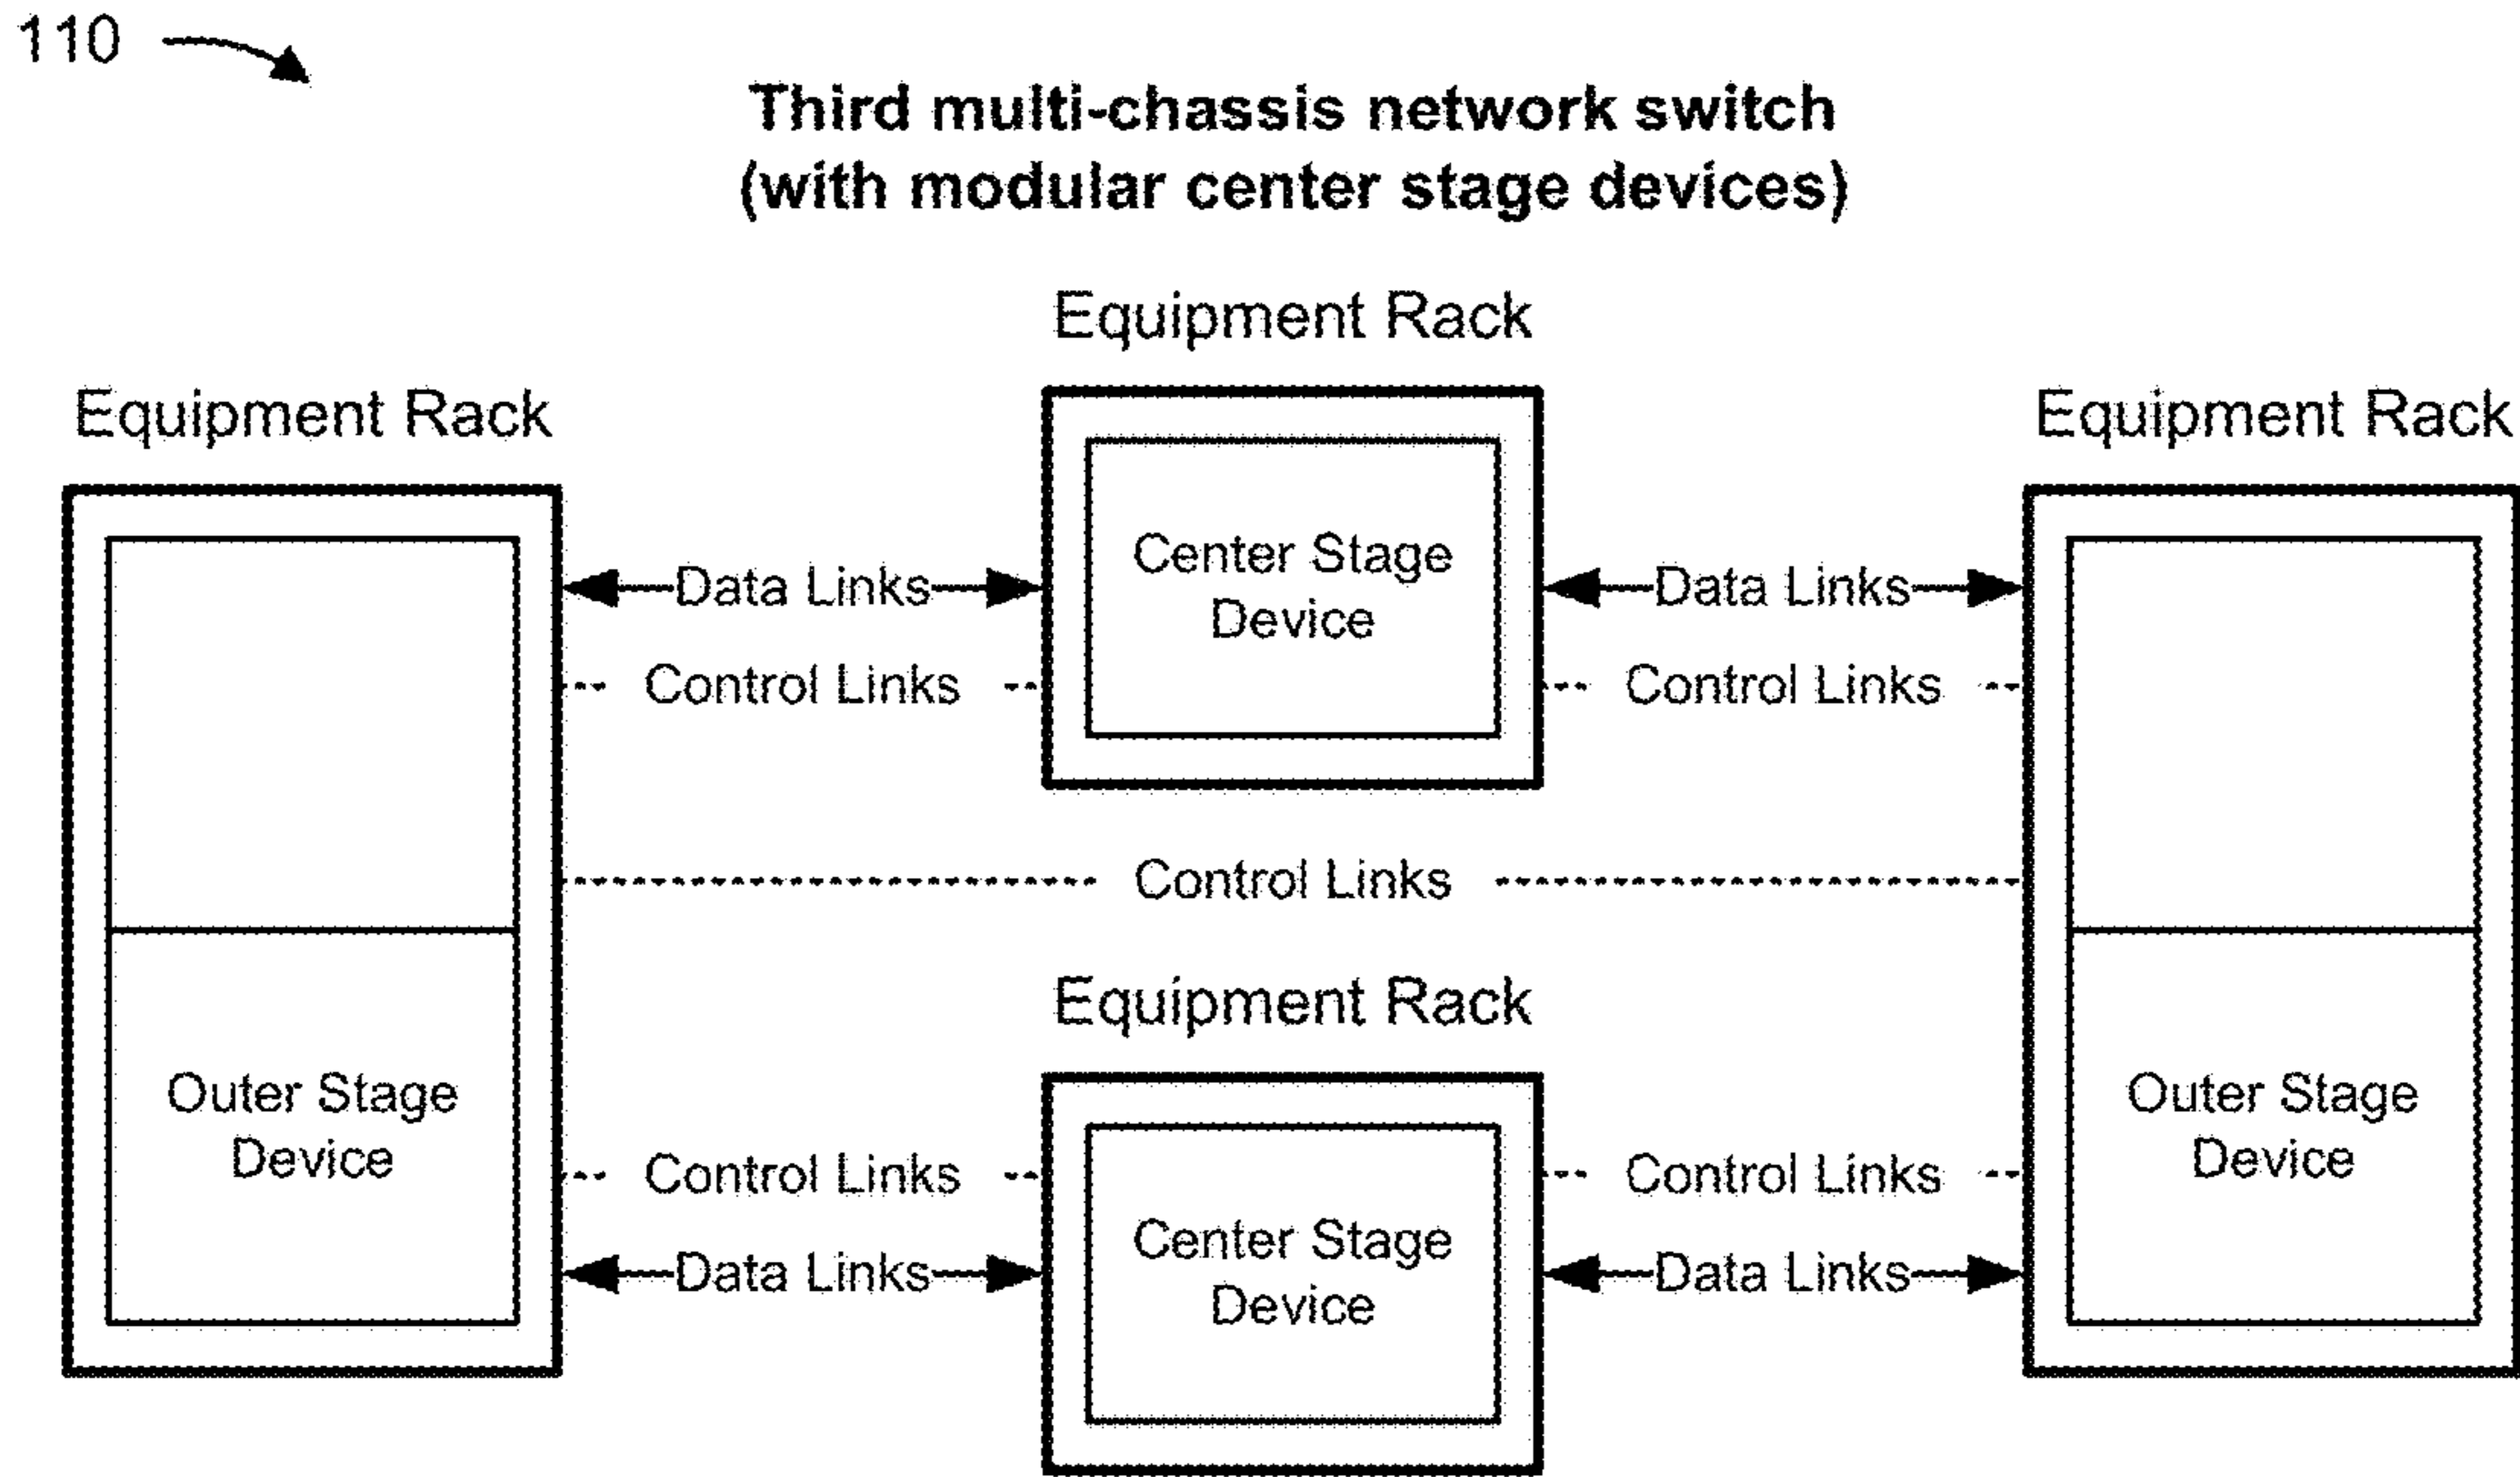 110
Third multi-chassis network switch
(with modular center stage devices)
Equipment Rack
Equipment Rack
Equipment Rack
Center Stage
Device
Data Links
Data Links
Control Links
Control Links
Control Links
Equipment Rack
Outer Stage
Device
Outer Stage
Device
Control Links
Control Links
Center Stage
Device
Data Links
Data Links